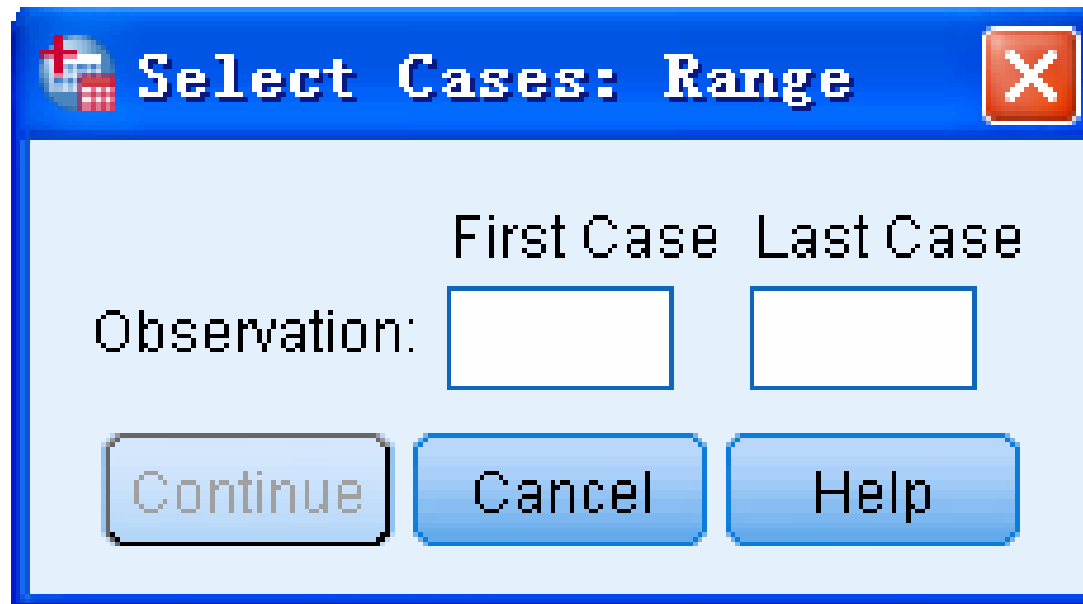 Select Cases: Range
First Case Last Case
Observation:
Continue Cancel Help